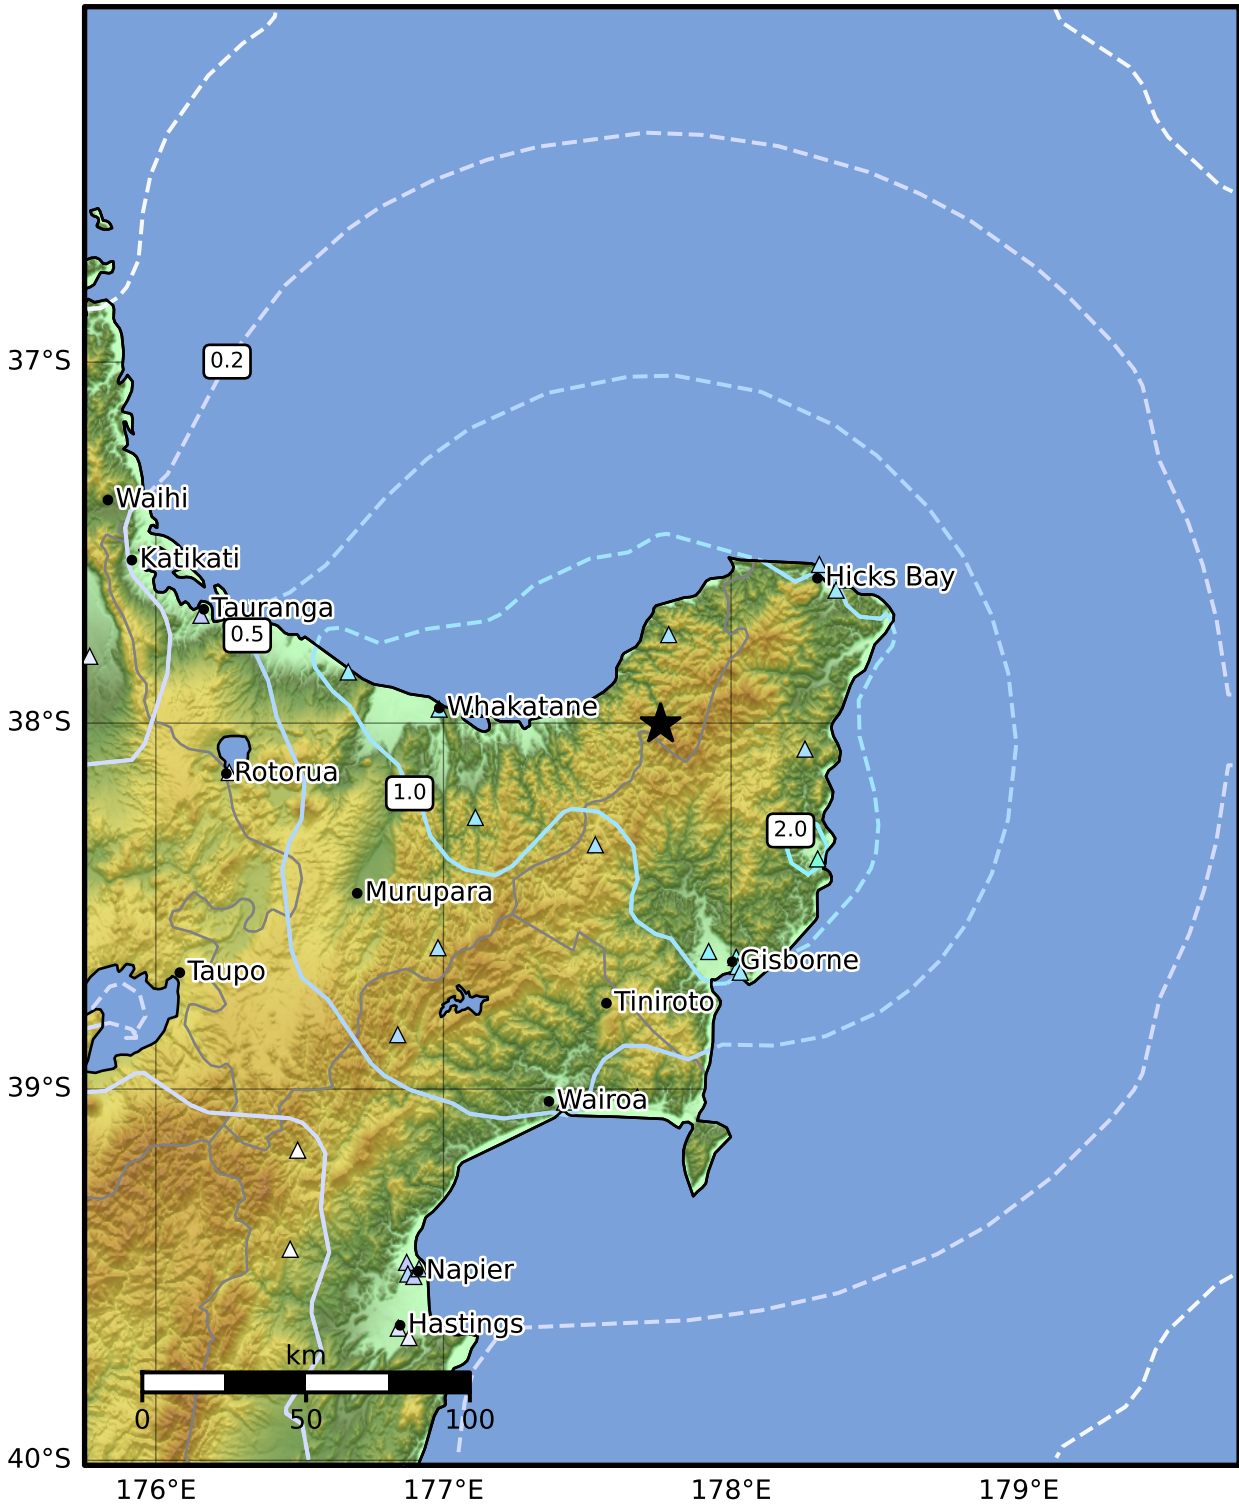 37°S
0.2
Waihi
Katikati
Hicks Bay
Tauranga
0.5
Whakatane
38°S
Rotorua
1.0
2.0
Murupara
Gisborne
Taupo
Tiniroto
39°S
Wairoa
Napier
Hastings
km
0 50 100
40°S
176°E 177°E 178°E 179°E